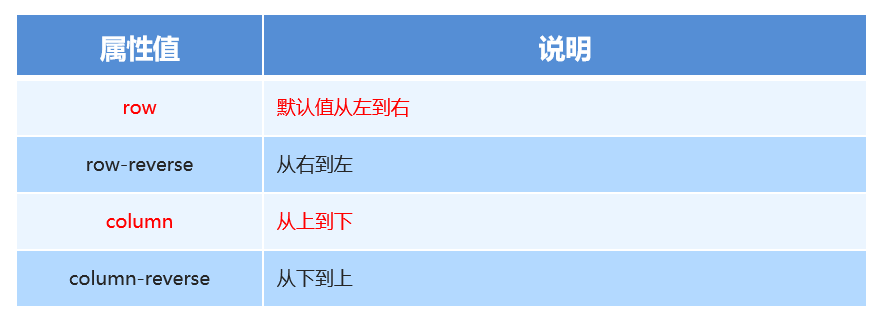 属性值 说明
row 默认值从左到右
row-reverse 从右到左
column 从上到下
column-reverse 从下到上